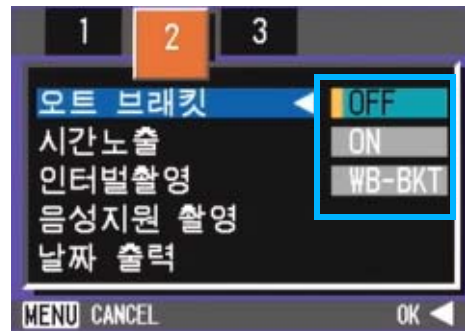 1 2 3
오트 브래킷 ◀ OFF
시간노출 ON
인터벌촬영 WB-BKT
음성지원 촬영
날짜 출력
MENU CANCEL OK ◀